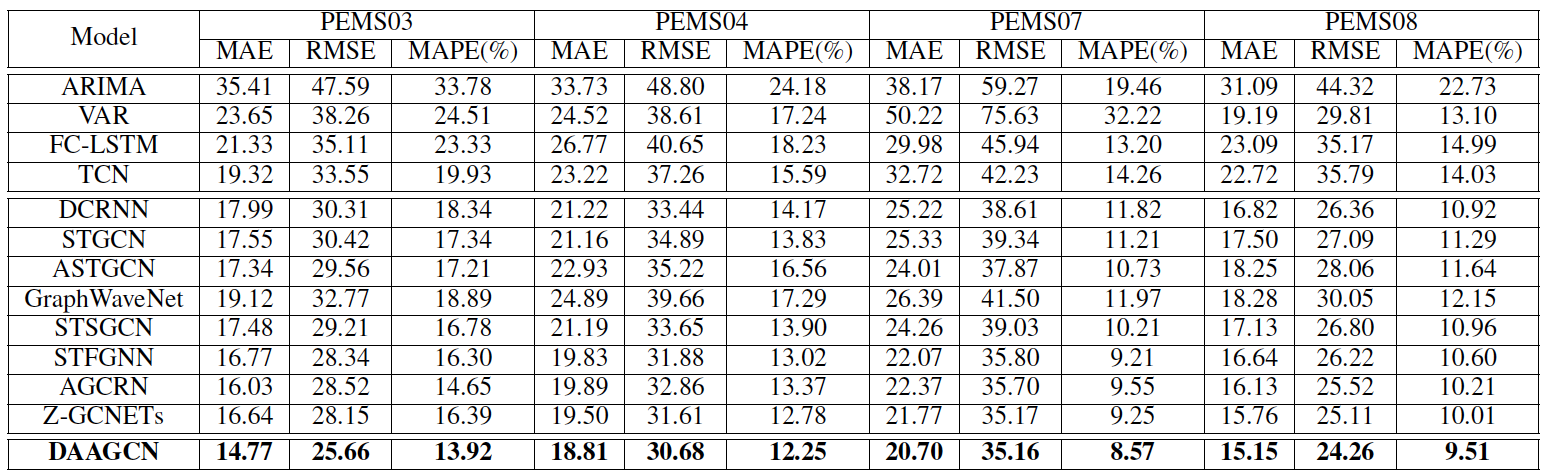 Model PEMS03 PEMS04 PEMS07 PEMS08
MAE RMSE MAPE(%) MAE RMSE MAPE(%) MAE RMSE MAPE(%) MAE RMSE MAPE(%)
ARIMA 35.41 47.59 33.78 33.73 48.80 24.18 38.17 59.27 19.46 31.09 44.32 22.73
VAR 23.65 38.26 24.51 24.52 38.61 17.24 50.22 75.63 32.22 19.19 29.81 13.10
FC-LSTM 21.33 35.11 23.33 26.77 40.65 18.23 29.98 45.94 13.20 23.09 35.17 14.99
TCN 19.32 33.55 19.93 23.22 37.26 15.59 32.72 42.23 14.26 22.72 35.79 14.03
DCRNN 17.99 30.31 18.34 21.22 33.44 14.17 25.22 38.61 11.82 16.82 26.36 10.92
STGCN 17.55 30.42 17.34 21.16 34.89 13.83 25.33 39.34 11.21 17.50 27.09 11.29
ASTGCN 17.34 29.56 17.21 22.93 35.22 16.56 24.01 37.87 10.73 18.25 28.06 11.64
GraphWaveNet 19.12 32.77 18.89 24.89 39.66 17.29 26.39 41.50 11.97 18.28 30.05 12.15
STSGCN 17.48 29.21 16.78 21.19 33.65 13.90 24.26 39.03 10.21 17.13 26.80 10.96
STFGNN 16.77 28.34 16.30 19.83 31.88 13.02 22.07 35.80 9.21 16.64 26.22 10.60
AGCRN 16.03 28.52 14.65 19.89 32.86 13.37 22.37 35.70 9.55 16.13 25.52 10.21
Z-GCNETs 16.64 28.15 16.39 19.50 31.61 12.78 21.77 35.17 9.25 15.76 25.11 10.01
DAAGCN 14.77 25.66 13.92 18.81 30.68 12.25 20.70 35.16 8.57 15.15 24.26 9.51